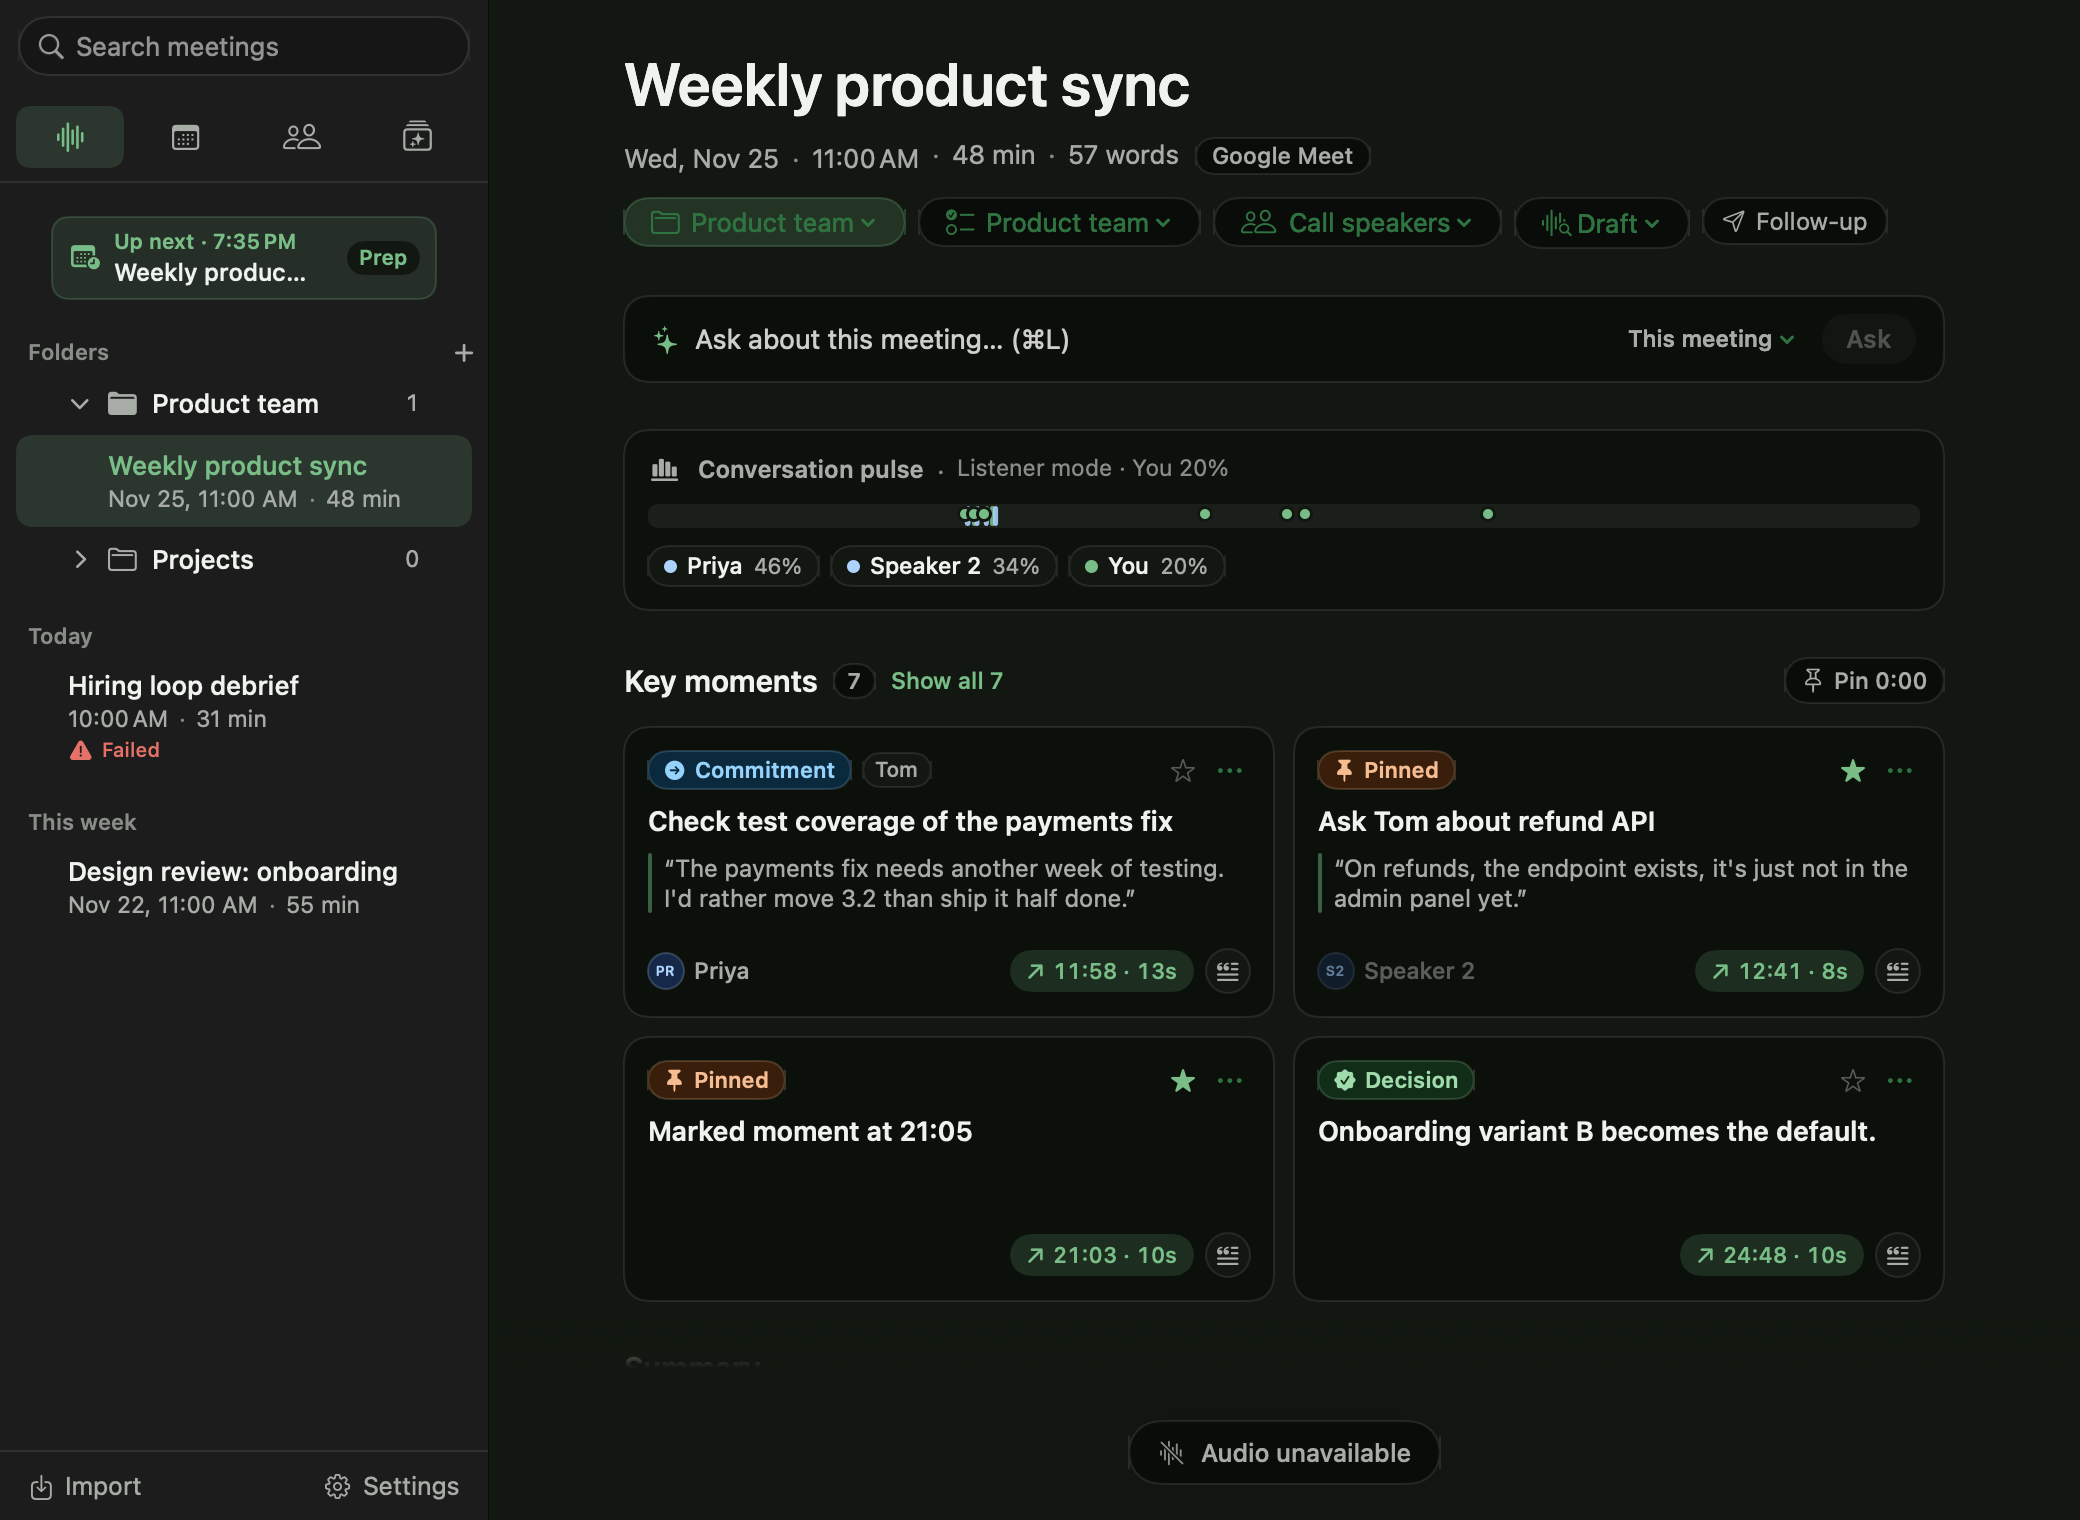 Search meetings
Up next · 7:35 PM
Weekly produc...
Prep
Folders
Product team 1
Weekly product sync
Nov 25, 11:00 AM · 48 min
Projects 0
Today
Hiring loop debrief
10:00 AM · 31 min
Failed
This week
Design review: onboarding
Nov 22, 11:00 AM · 55 min
Import
Settings
Weekly product sync
Wed, Nov 25 · 11:00 AM · 48 min · 57 words Google Meet
Product team Product team Call speakers Draft Follow-up
Ask about this meeting... (⌘L) This meeting Ask
Conversation pulse · Listener mode · You 20%
Priya 46% Speaker 2 34% You 20%
Key moments 7 Show all 7 Pin 0:00
Commitment Tom
Check test coverage of the payments fix
“The payments fix needs another week of testing.
I'd rather move 3.2 than ship it half done.”
PR Priya 11:58 · 13s
Pinned
Ask Tom about refund API
“On refunds, the endpoint exists, it's just not in the
admin panel yet.”
S2 Speaker 2 12:41 · 8s
Pinned
Marked moment at 21:05
21:03 · 10s
Decision
Onboarding variant B becomes the default.
24:48 · 10s
Summary
Audio unavailable